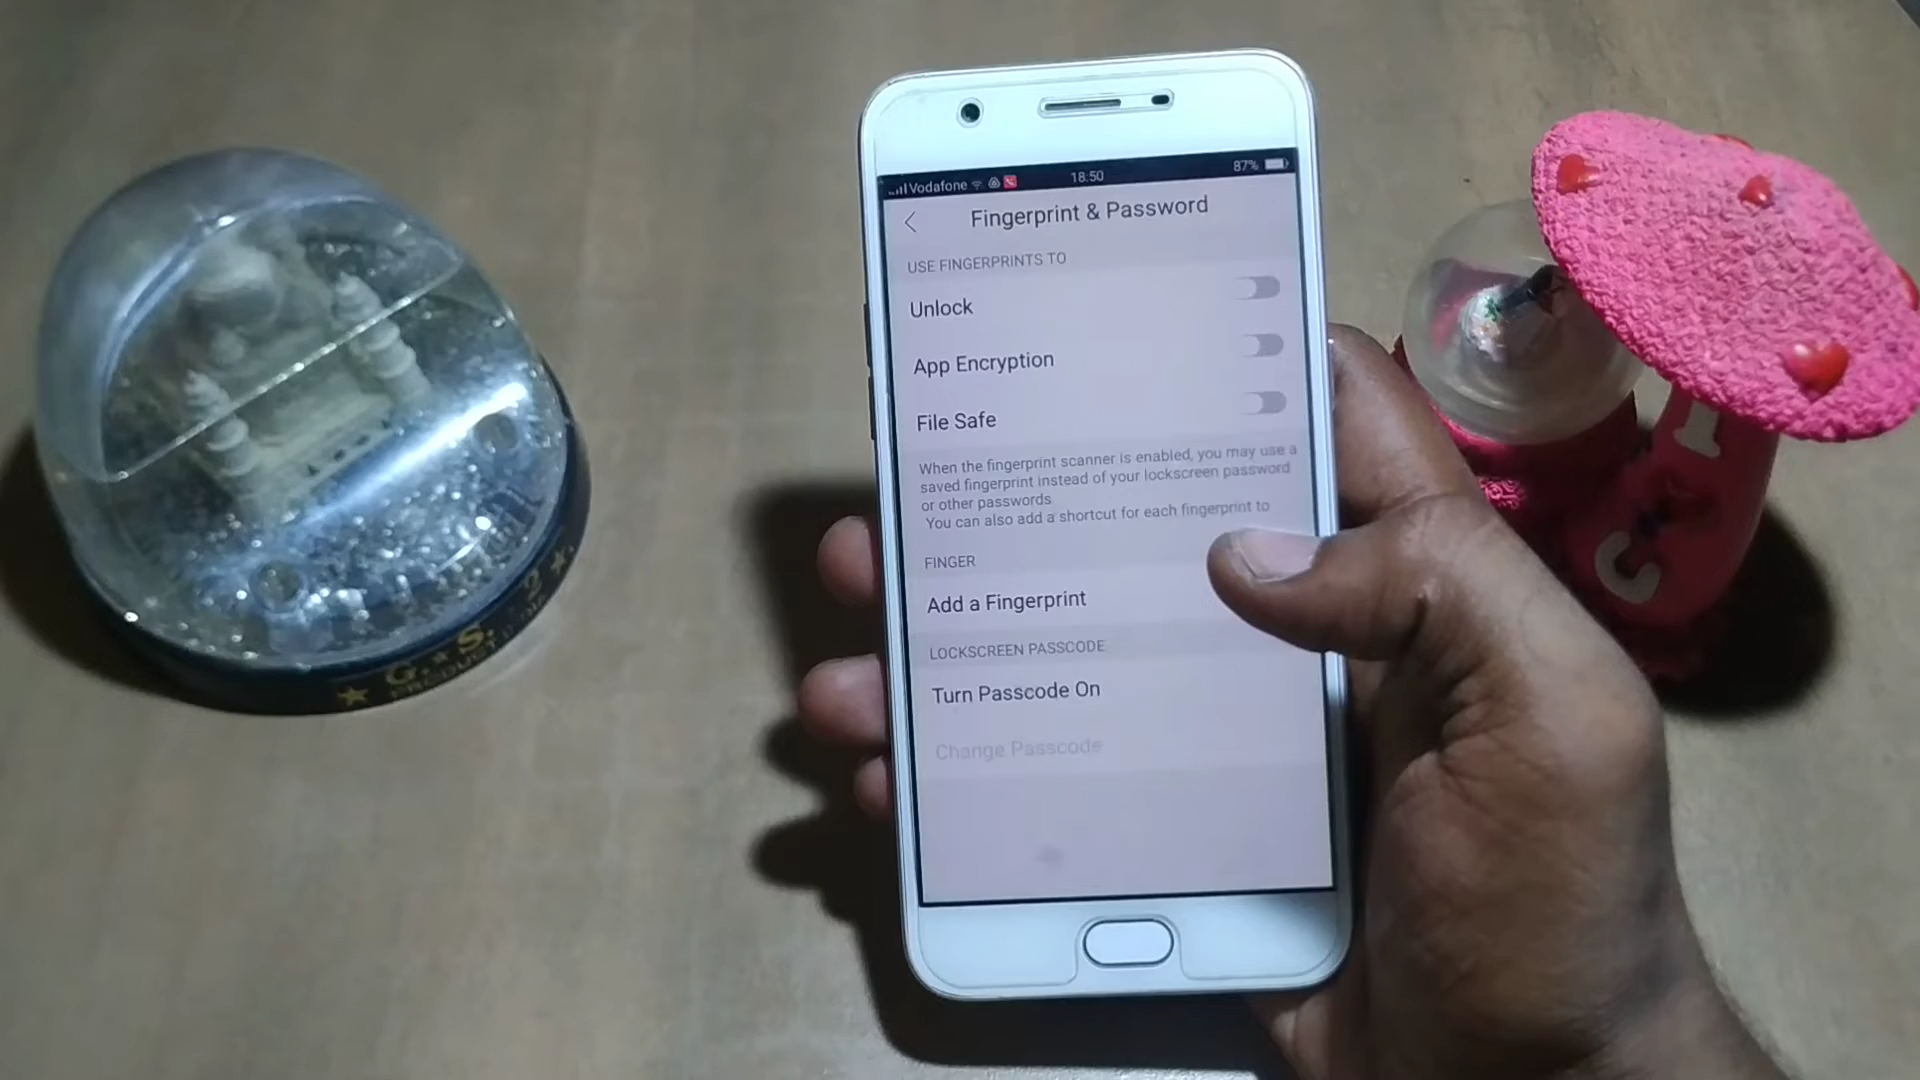 Vodafone 18:50 87%
Fingerprint & Password
USE FINGERPRINTS TO
Unlock
App Encryption
File Safe
When the fingerprint scanner is enabled, you may use a
saved fingerprint instead of your lockscreen password
or other passwords.
You can also add a shortcut for each fingerprint to
FINGER
Add a Fingerprint
LOCKSCREEN PASSCODE
Turn Passcode On
Change Passcode
G.S.